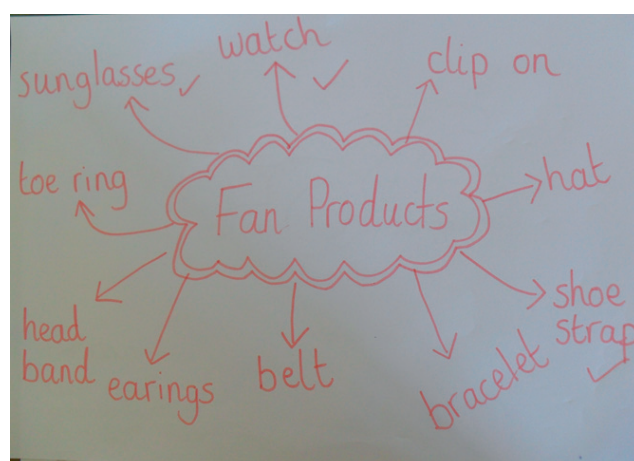 watch
clip on
sunglasses
toe ring
hat
Fan Products
shoe
strap
head
band
earings
belt
bracelet